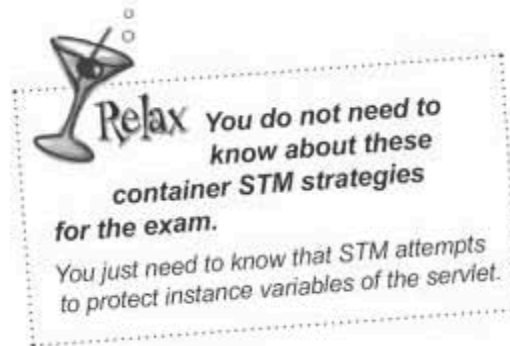 Relax You do not need to
know about these
container STM strategies
for the exam.
You just need to know that STM attempts
to protect instance variables of the servlet.